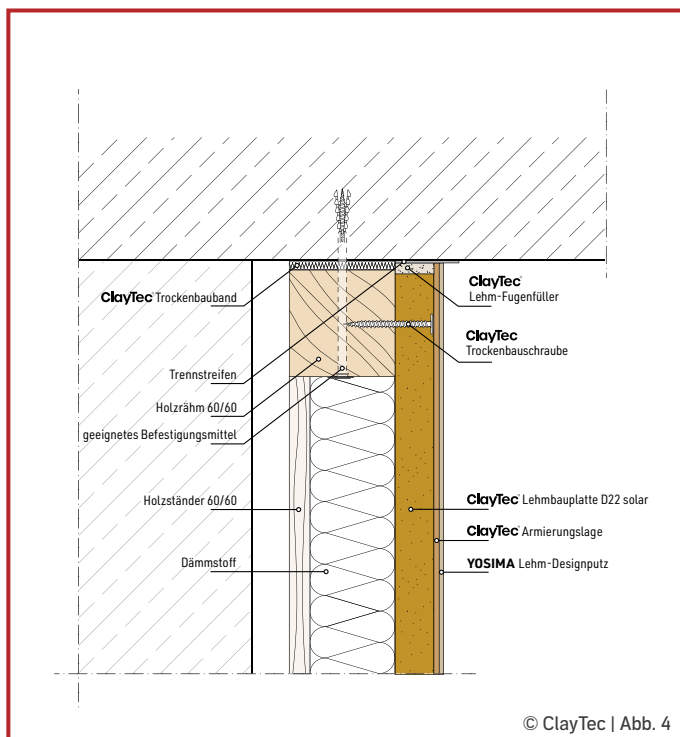 ClayTec® Trockenbauband
Trennstreifen
Holzrähm 60/60
geeignetes Befestigungsmittel
Holzständer 60/60
Dämmstoff
ClayTec®
Lehm-Fugenfüller
ClayTec
Trockenbauschraube
ClayTec® Lehmbauplatte D22 solar
ClayTec® Armierungslage
YOSIMA Lehm-Designputz
© ClayTec | Abb. 4